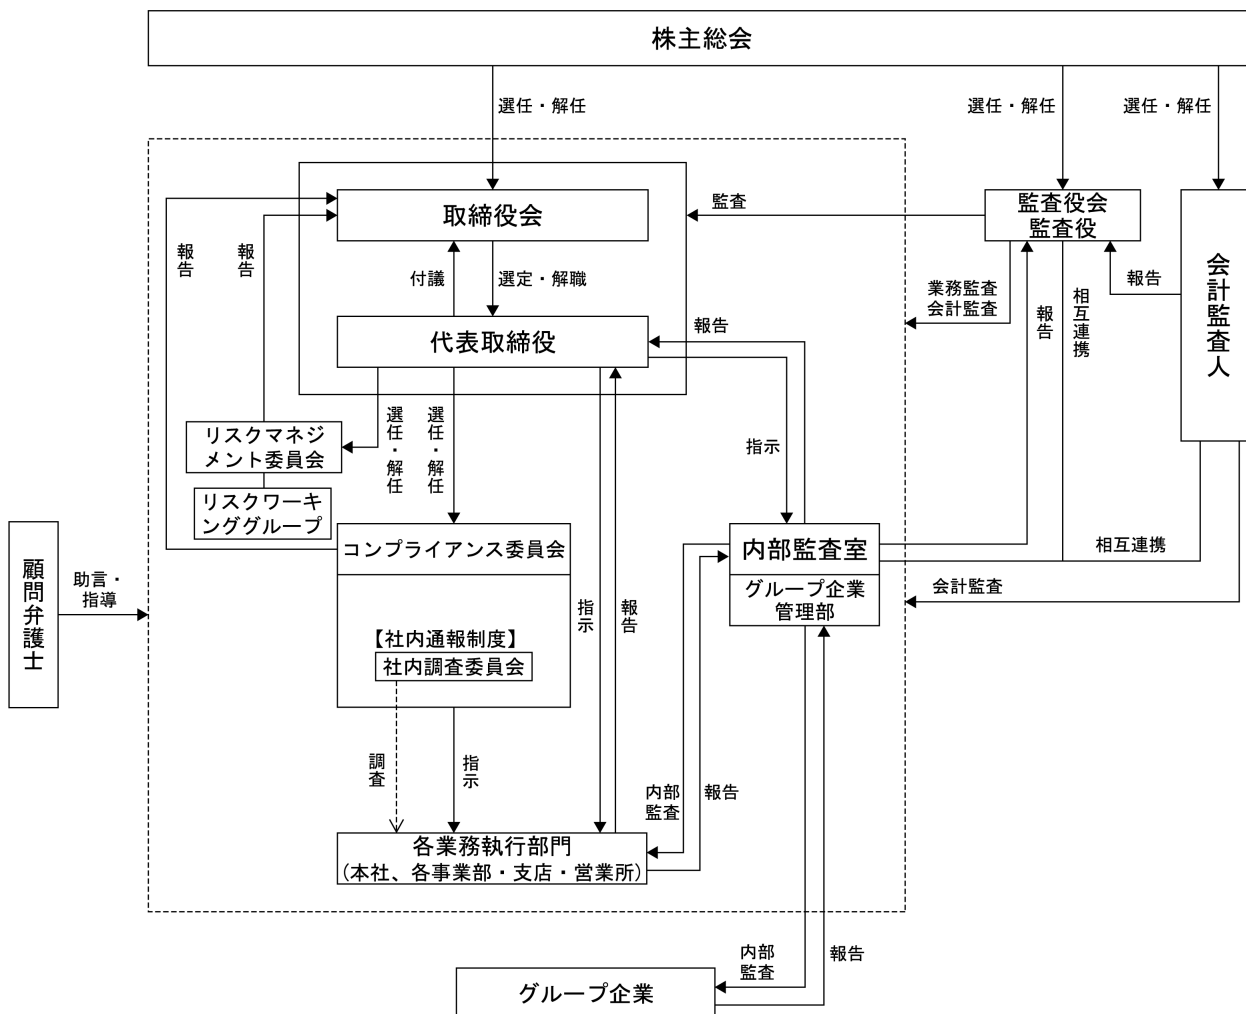 株主総会
選任・解任
選任・解任
選任・解任
取締役会
監査
監査役会
監査役
会計監査人
報告
報告
付議
選定・解職
業務監査
会計監査
報告
相互連携
報告
代表取締役
報告
選任・解任
選任・解任
指示
リスクマネジ
メント委員会
リスクワーキ
ンググループ
コンプライアンス委員会
内部監査室
グループ企業
管理部
相互連携
会計監査
顧問弁護士
助言・
指導
指示
報告
【社内通報制度】
社内調査委員会
調査
指示
内部
監査
報告
各業務執行部門
(本社、各事業部・支店・営業所)
内部
監査
報告
グループ企業